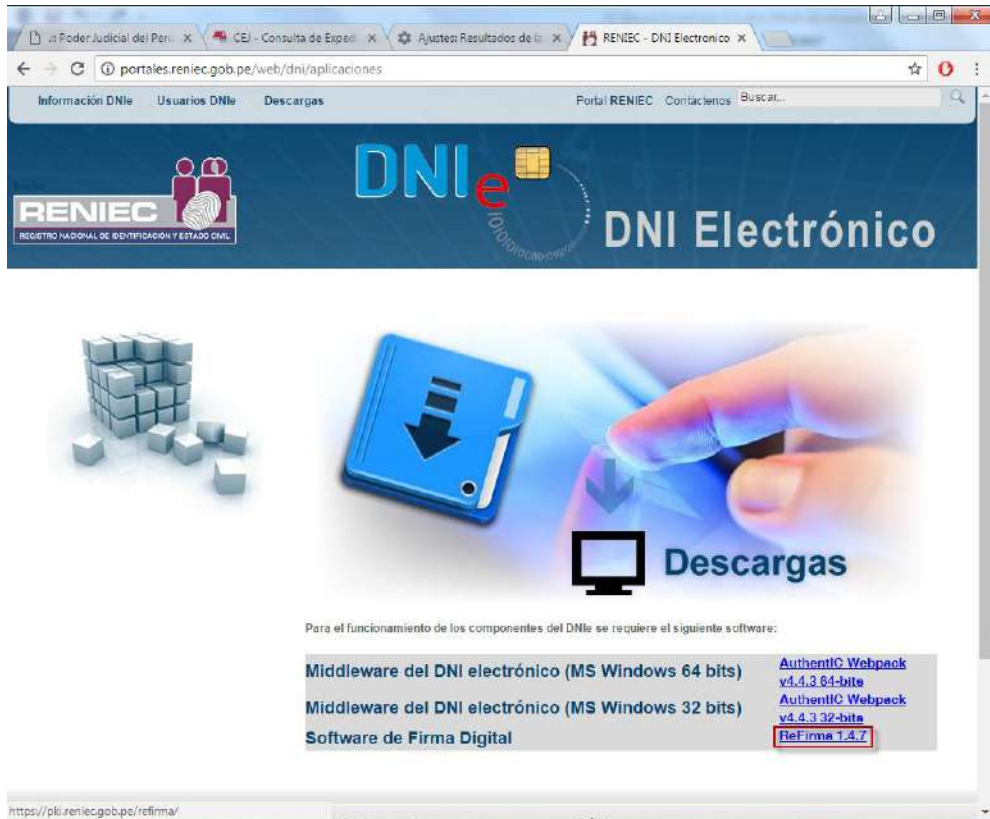 .:: Poder Judicial del Perú
CEJ - Consulta de Exped
Ajustes: Resultados de la
RENIEC - DNI Electronico
portales.reniec.gob.pe/web/dni/aplicaciones
Información DNIe Usuarios DNIe Descargas Portal RENIEC Contáctenos Buscar...
DNIe
RENIEC
REGISTRO NACIONAL DE IDENTIFICACIÓN Y ESTADO CIVIL
DNI Electrónico
Descargas
Para el funcionamiento de los componentes del DNIe se requiere el siguiente software:
Middleware del DNI electrónico (MS Windows 64 bits) AuthentIC Webpack
v4.4.3 64-bits
Middleware del DNI electrónico (MS Windows 32 bits) AuthentIC Webpack
v4.4.3 32-bits
Software de Firma Digital ReFirma 1.4.7
https://pki.reniec.gob.pe/refirma/